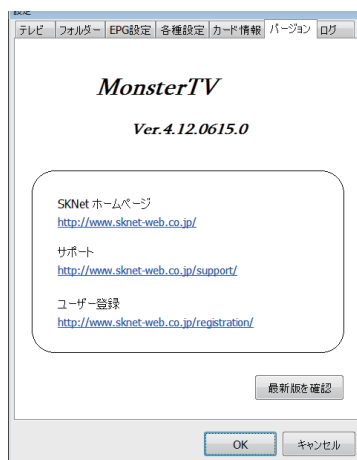 設定
テレビ フォルダー EPG設定 各種設定 カード情報 バージョン ログ
MonsterTV
Ver.4.12.0615.0
SKNet ホームページ
http://www.sknet-web.co.jp/
サポート
http://www.sknet-web.co.jp/support/
ユーザー登録
http://www.sknet-web.co.jp/registration/
最新版を確認
OK キャンセル